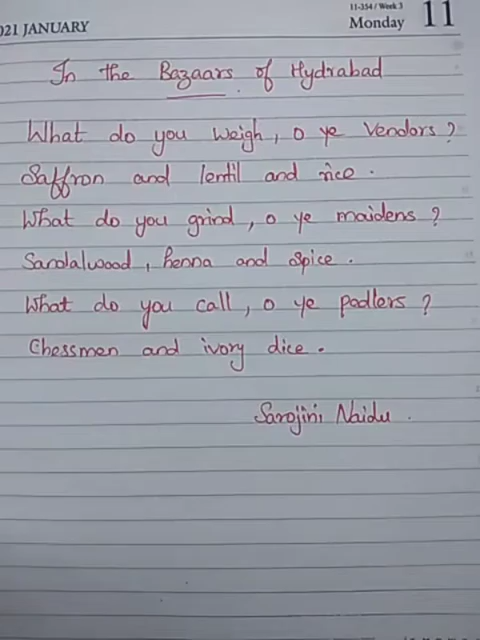 2021 JANUARY
11-354 / Week 3
Monday 11
In the Bazaars of Hydrabad
What do you weigh, o ye vendors?
Saffron and lentil and rice.
What do you grind, o ye maidens?
Sandalwood, henna and spice.
What do you call, o ye pedlers?
Chessmen and ivory dice.
Sarojini Naidu.